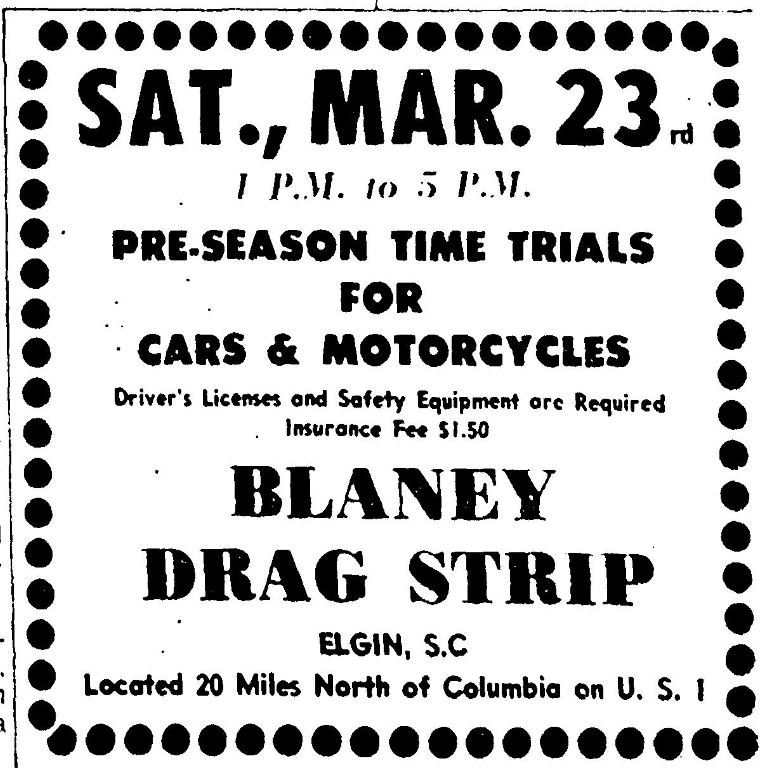 SAT., MAR. 23rd
1 P.M. to 5 P.M.
PRE-SEASON TIME TRIALS
FOR
CARS & MOTORCYCLES
Driver's Licenses and Safety Equipment are Required
Insurance Fee $1.50
BLANEY
DRAG STRIP
ELGIN, S.C
Located 20 Miles North of Columbia on U. S. 1